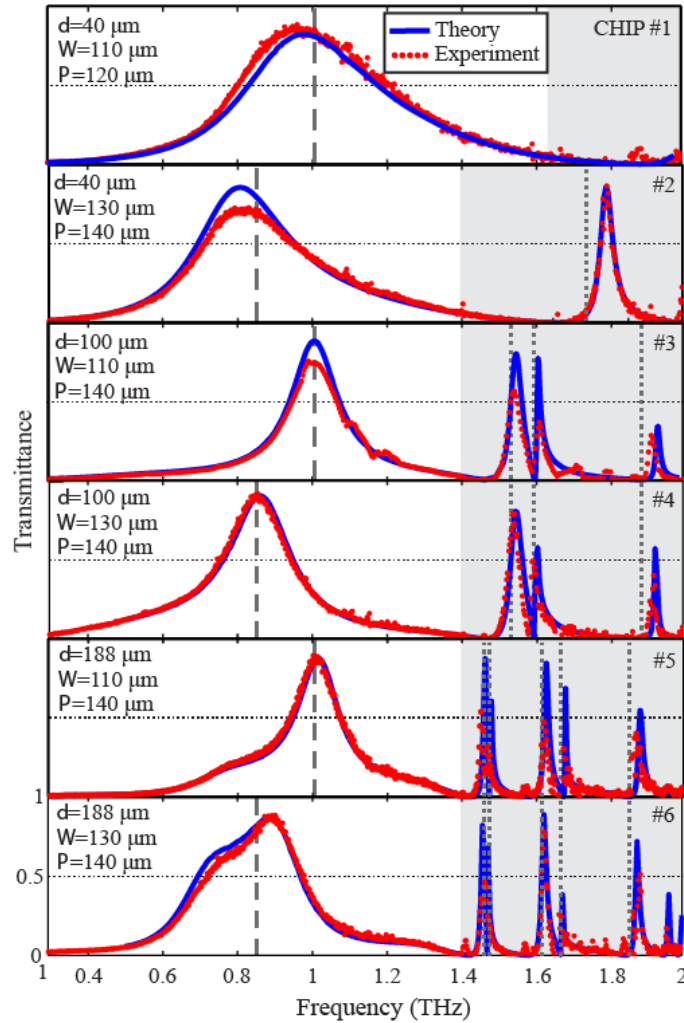 d=40 μm
W=110 μm
P=120 μm
Theory
Experiment
CHIP #1
d=40 μm
W=130 μm
P=140 μm
#2
d=100 μm
W=110 μm
P=140 μm
#3
d=100 μm
W=130 μm
P=140 μm
#4
d=188 μm
W=110 μm
P=140 μm
#5
1
d=188 μm
W=130 μm
P=140 μm
#6
0.5
0
Transmittance
1 0.4 0.6 0.8 1 1.2 1.4 1.6 1.8 2
Frequency (THz)